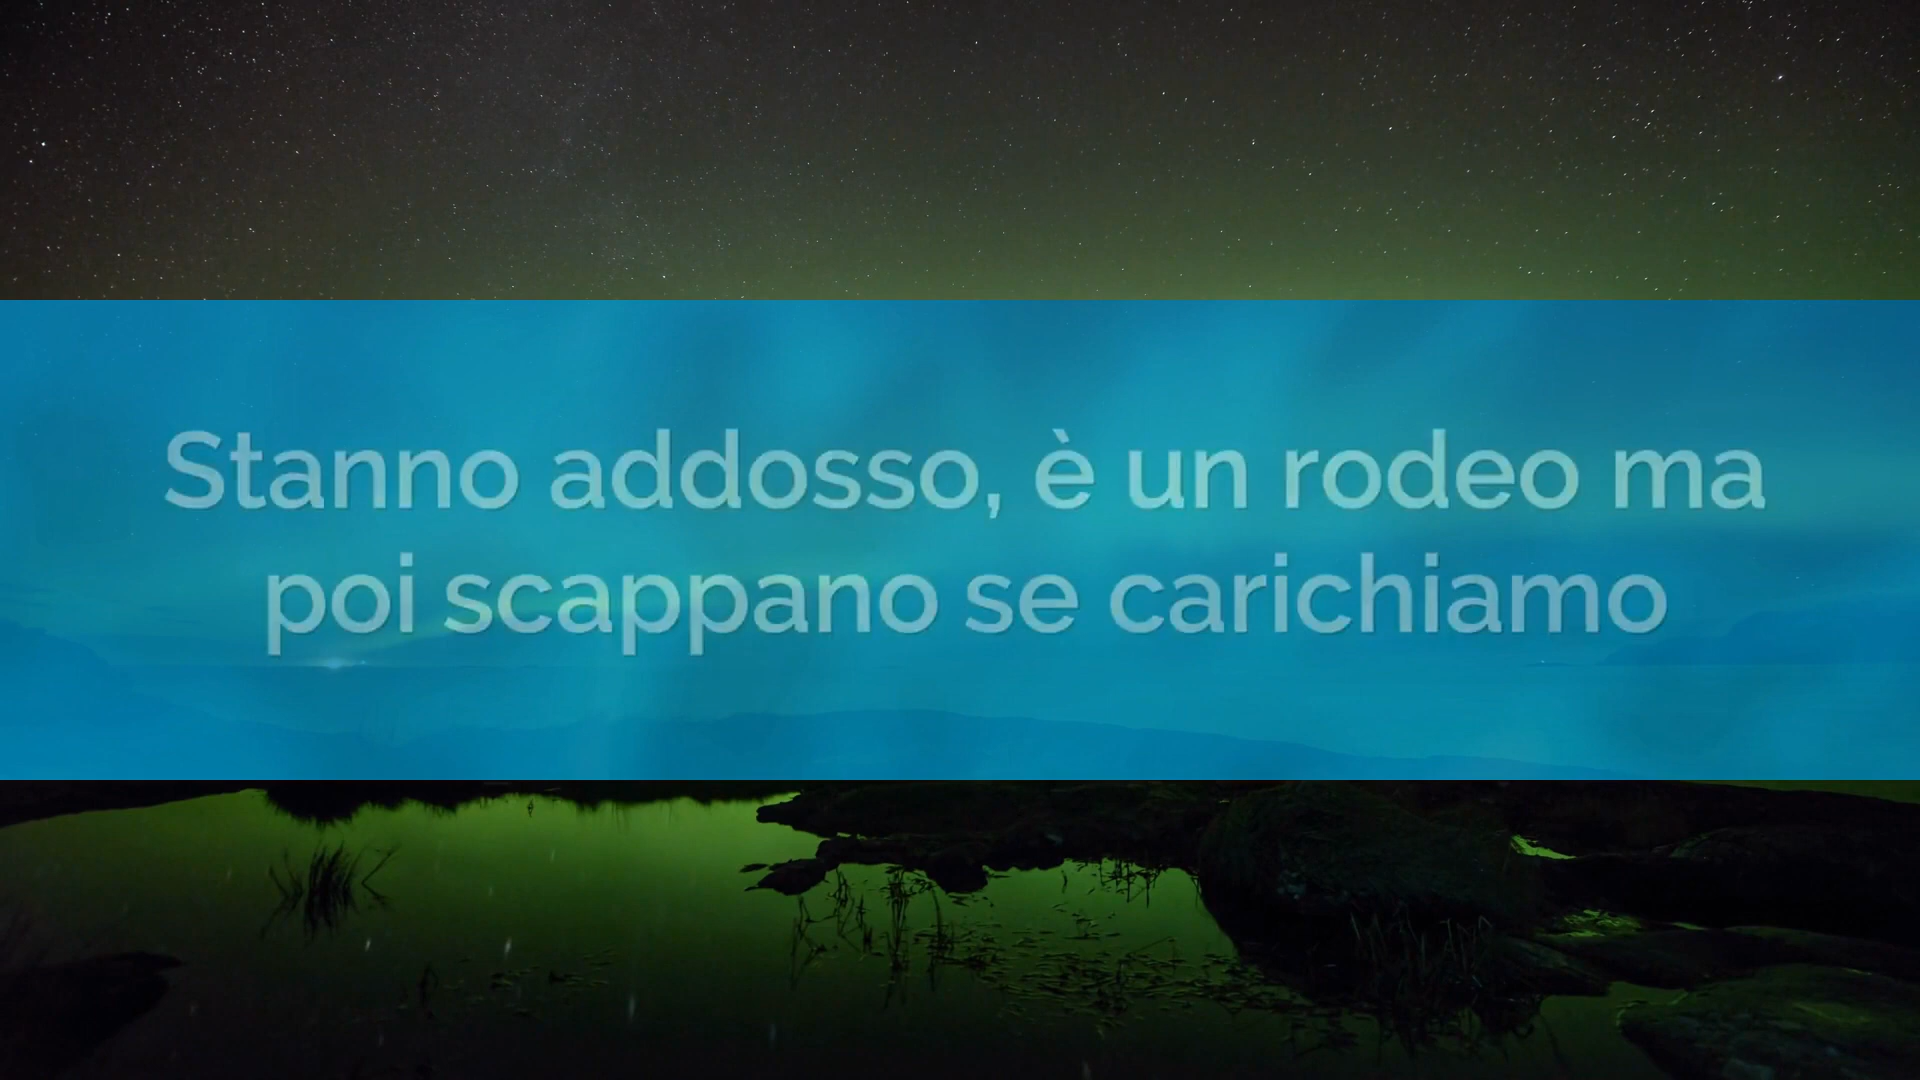 Stanno addosso, è un rodeo ma
poi scappano se carichiamo